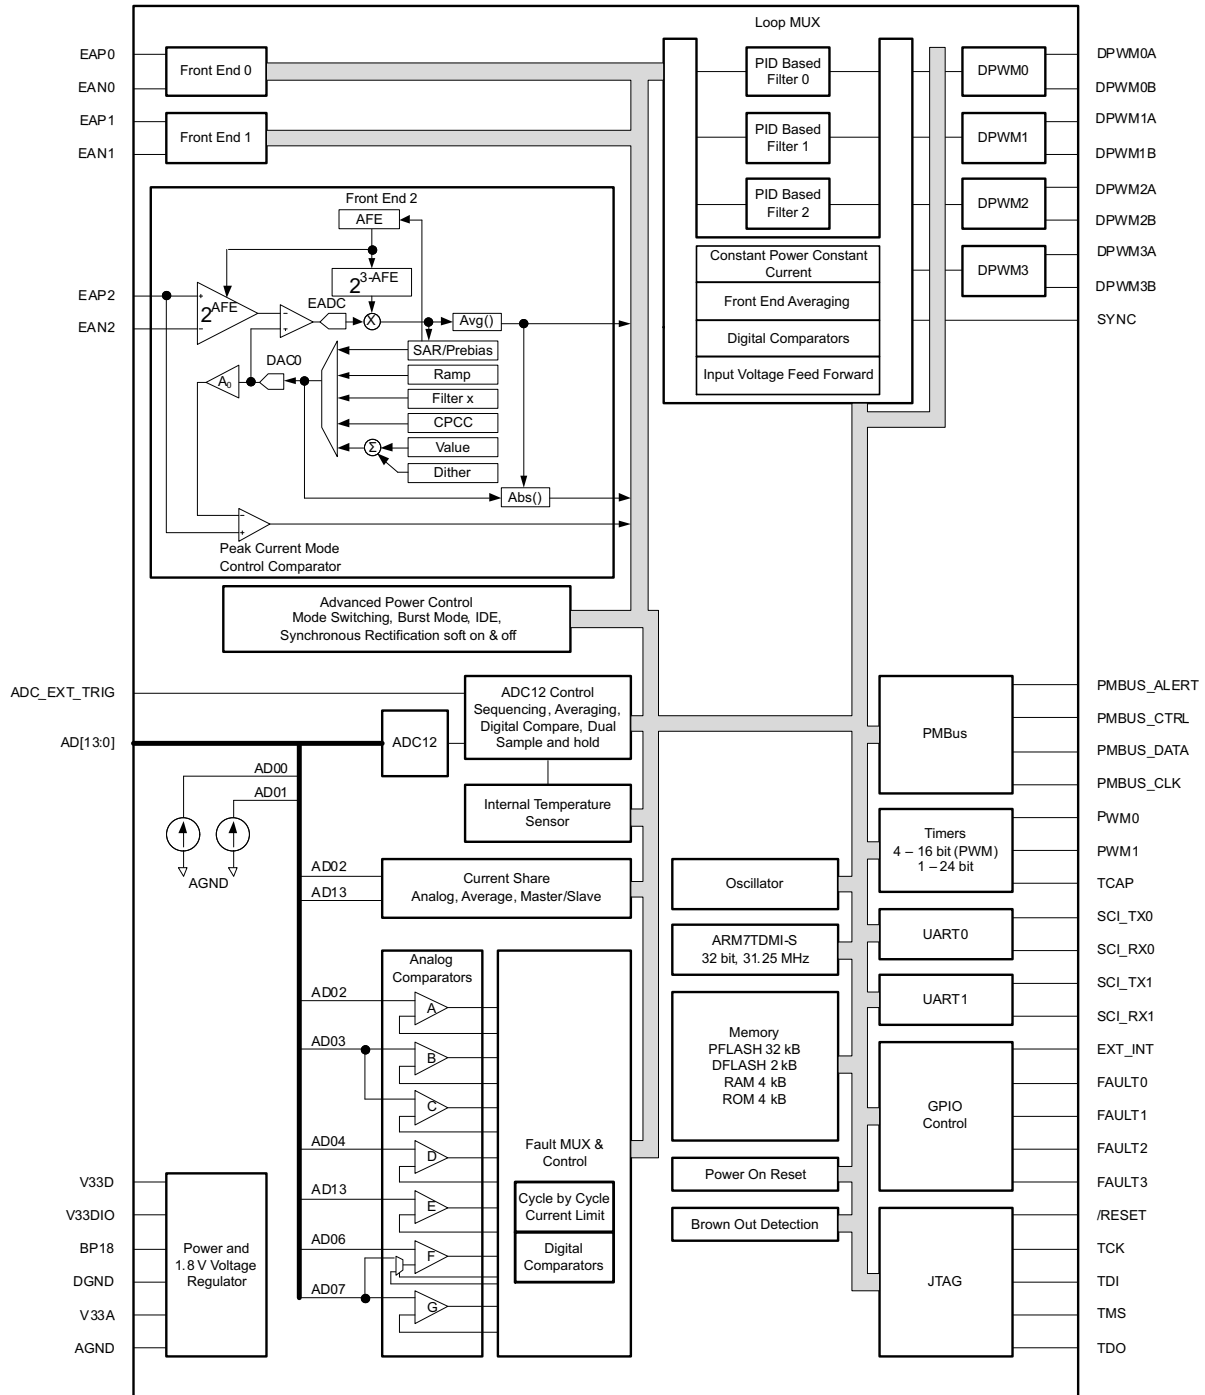 Loop MUX
EAP0
EAN0
EAP1
EAN1
Front End 0
Front End 1
PID Based
Filter 0
PID Based
Filter 1
PID Based
Filter 2
DPWM0
DPWM1
DPWM2
DPWM3
DPWM0A
DPWM0B
DPWM1A
DPWM1B
DPWM2A
DPWM2B
DPWM3A
DPWM3B
SYNC
Constant Power Constant
Current
Front End Averaging
Digital Comparators
Input Voltage Feed Forward
EAP2
EAN2
Front End 2
AFE
2^3-AFE
2^AFE
+
−
EADC
−
+
X
Avg()
SAR/Prebias
Ramp
Filter x
CPCC
Value
Dither
Σ
DAC0
A0
Abs()
−
+
Peak Current Mode
Control Comparator
Advanced Power Control
Mode Switching, Burst Mode, IDE,
Synchronous Rectification soft on & off
ADC_EXT_TRIG
AD[13:0]
ADC12
ADC12 Control
Sequencing, Averaging,
Digital Compare, Dual
Sample and hold
AD00
AD01
AGND
Internal Temperature
Sensor
AD02
AD13
Current Share
Analog, Average, Master/Slave
Analog
Comparators
AD02
AD03
AD04
AD13
AD06
AD07
A
B
C
D
E
F
G
Fault MUX &
Control
Cycle by Cycle
Current Limit
Digital
Comparators
V33D
V33DIO
BP18
DGND
V33A
AGND
Power and
1.8 V Voltage
Regulator
Oscillator
ARM7TDMI-S
32 bit, 31.25 MHz
Memory
PFLASH 32 kB
DFLASH 2 kB
RAM 4 kB
ROM 4 kB
Power On Reset
Brown Out Detection
PMBus
PMBUS_ALERT
PMBUS_CTRL
PMBUS_DATA
PMBUS_CLK
Timers
4 – 16 bit (PWM)
1 – 24 bit
PWM0
PWM1
TCAP
UART0
SCI_TX0
SCI_RX0
UART1
SCI_TX1
SCI_RX1
GPIO
Control
EXT_INT
FAULT0
FAULT1
FAULT2
FAULT3
JTAG
/RESET
TCK
TDI
TMS
TDO